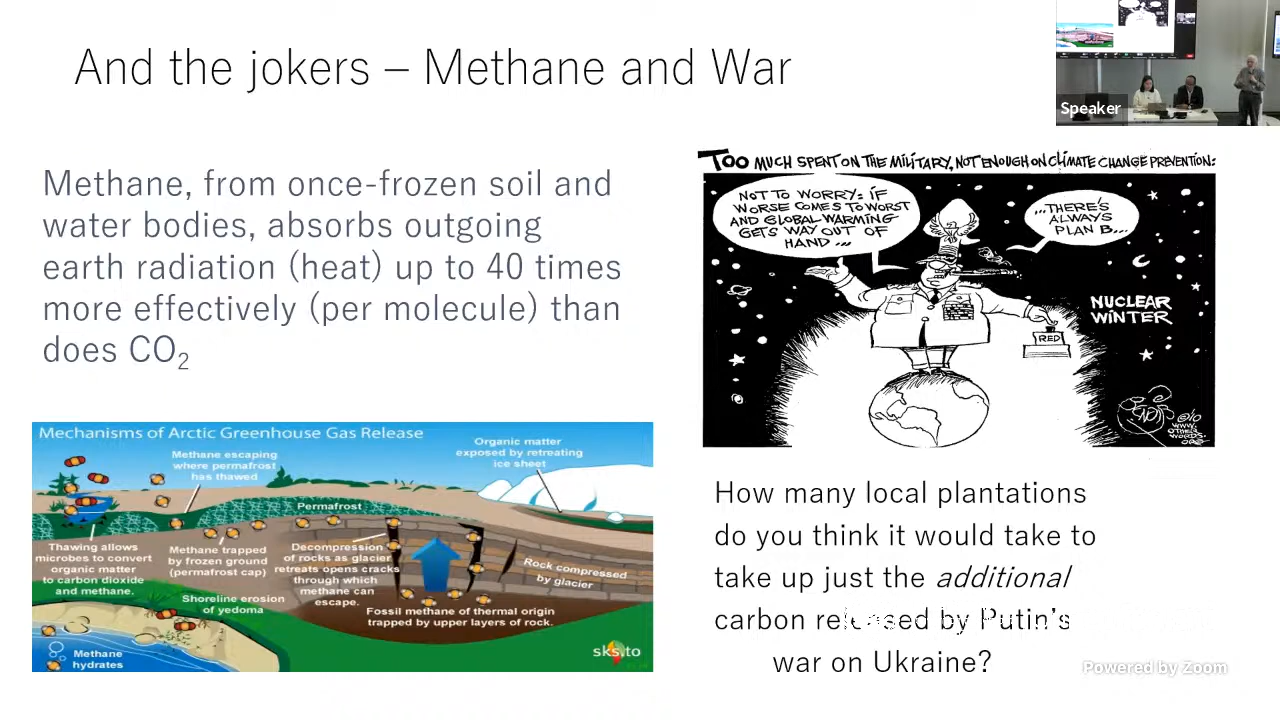 And the jokers – Methane and War
Speaker
Methane, from once-frozen soil and
water bodies, absorbs outgoing
earth radiation (heat) up to 40 times
more effectively (per molecule) than
does CO₂
TOO MUCH SPENT ON THE MILITARY, NOT ENOUGH ON CLIMATE CHANGE PREVENTION:
NOT TO WORRY: IF
WORSE COMES TO WORST
AND GLOBAL WARMING
GETS WAY OUT OF
HAND ...
...THERE'S
ALWAYS
PLAN B...
NUCLEAR
WINTER
RED
©10
WWW.
OTHER
WORDS.
ORG
Mechanisms of Arctic Greenhouse Gas Release
Methane escaping
where permafrost
has thawed
Organic matter
exposed by retreating
ice sheet
Permafrost
Thawing allows
microbes to convert
organic matter
to carbon dioxide
and methane.
Methane trapped
by frozen ground
(permafrost cap)
Decompression
of rocks as glacier
retreats opens cracks
through which
methane can
escape.
Rock compressed
by glacier
Shoreline erosion
of yedoma
Fossil methane of thermal origin
trapped by upper layers of rock.
Methane
hydrates
sks.to
How many local plantations
do you think it would take to
take up just the additional
carbon released by Putin's
war on Ukraine?
Powered by Zoom